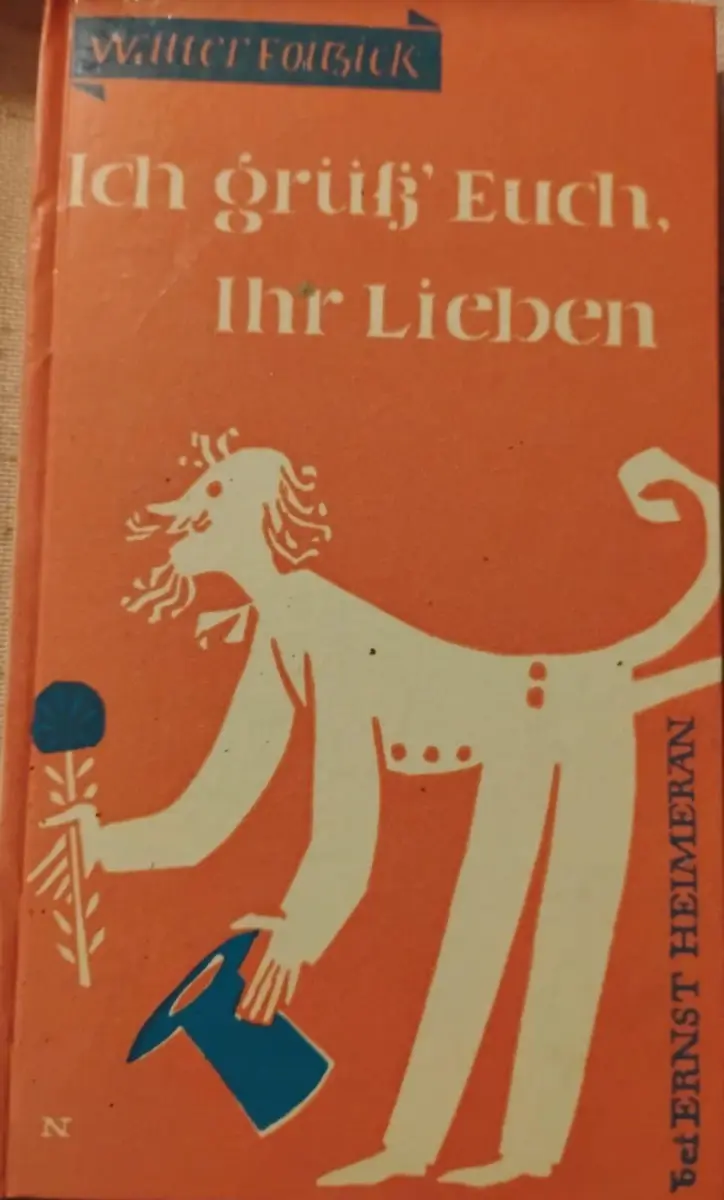 Walter Foitzick
Ich grüß' Euch,
Ihr Lieben
bei ERNST HEIMERAN
N